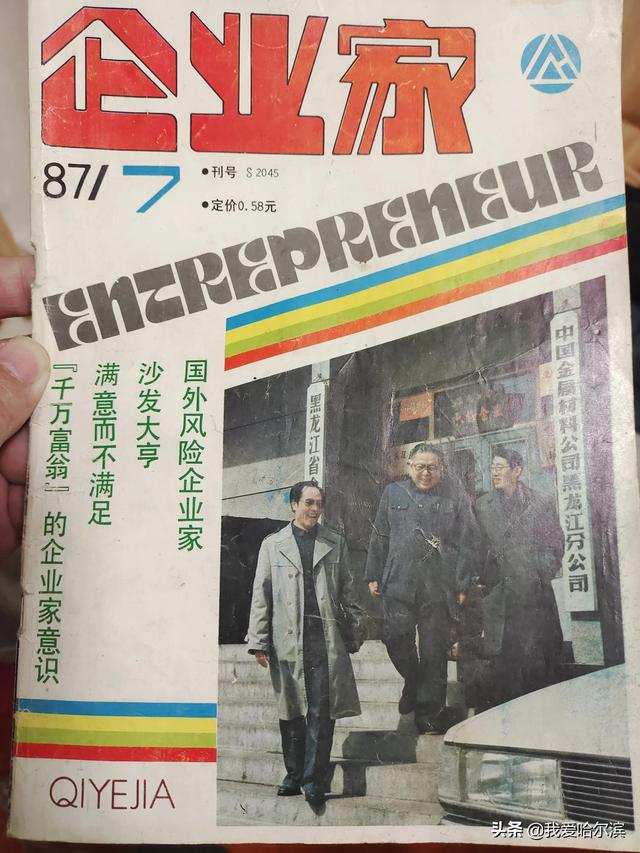 企业家
87/7
•刊号 S 2045
•定价0.58元
ENTREPRENEUR
国外风险企业家
沙发大亨
满意而不满足
『千万富翁』的企业家意识
黑龙江省
中国金属材料公司黑龙江分公司
QIYEJIA
头条 @我爱哈尔滨